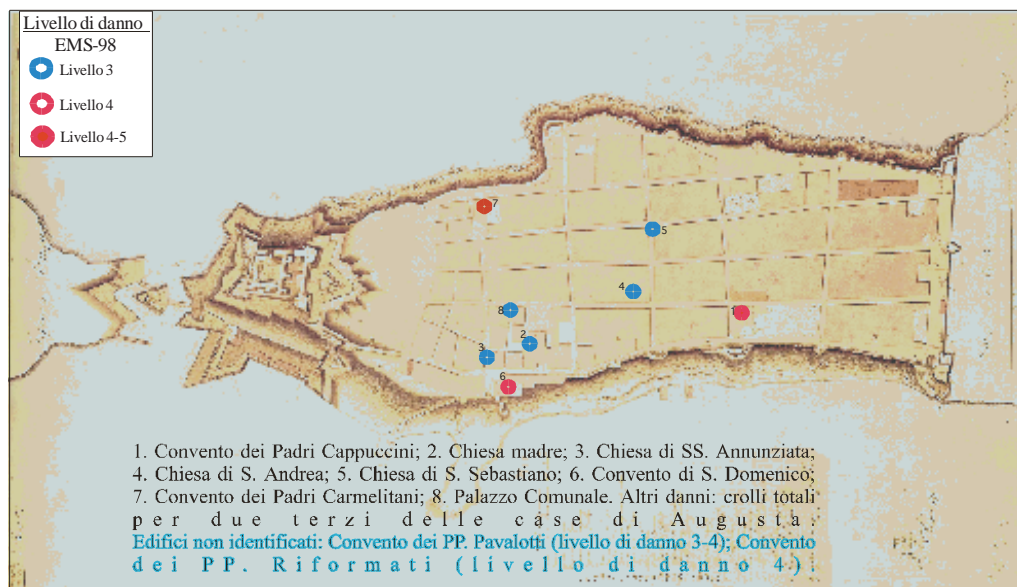 Livello di danno
EMS-98
Livello 3
Livello 4
Livello 4-5
7
5
4
8
1
2
3
6
1. Convento dei Padri Cappuccini; 2. Chiesa madre; 3. Chiesa di SS. Annunziata;
4. Chiesa di S. Andrea; 5. Chiesa di S. Sebastiano; 6. Convento di S. Domenico;
7. Convento dei Padri Carmelitani; 8. Palazzo Comunale. Altri danni: crolli totali
per due terzi delle case di Augusta.
Edifici non identificati: Convento dei PP. Pavalotti (livello di danno 3-4); Convento
dei PP. Riformati (livello di danno 4).